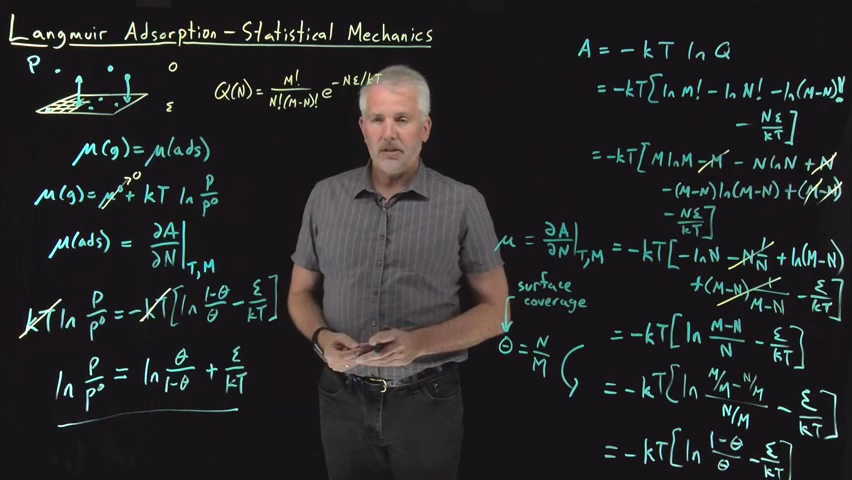 Langmuir Adsorption - Statistical Mechanics
P 0
ε
Q(N) = M!/(N!(M-N)!) e^(-Nε/kT)
μ(g) = μ(ads)
μ(g) = μ° → 0 + kT ln P/P°
μ(ads) = ∂A/∂N|T,M
kT ln P/P° = -kT[ln (1-θ)/θ - ε/kT]
ln P/P° = ln θ/(1-θ) + ε/kT
A = -kT ln Q
= -kT[ln M! - ln N! - ln(M-N)!
- Nε/kT]
= -kT[M ln M - M - N ln N + N
-(M-N) ln(M-N) + (M-N)
- Nε/kT]
μ = ∂A/∂N|T,M = -kT[-ln N - N 1/N + ln(M-N)
+ (M-N) 1/(M-N) - ε/kT]
surface
coverage
θ = N/M
= -kT[ln (M-N)/N - ε/kT]
= -kT[ln (M/M - N/M)/(N/M) - ε/kT]
= -kT[ln (1-θ)/θ - ε/kT]